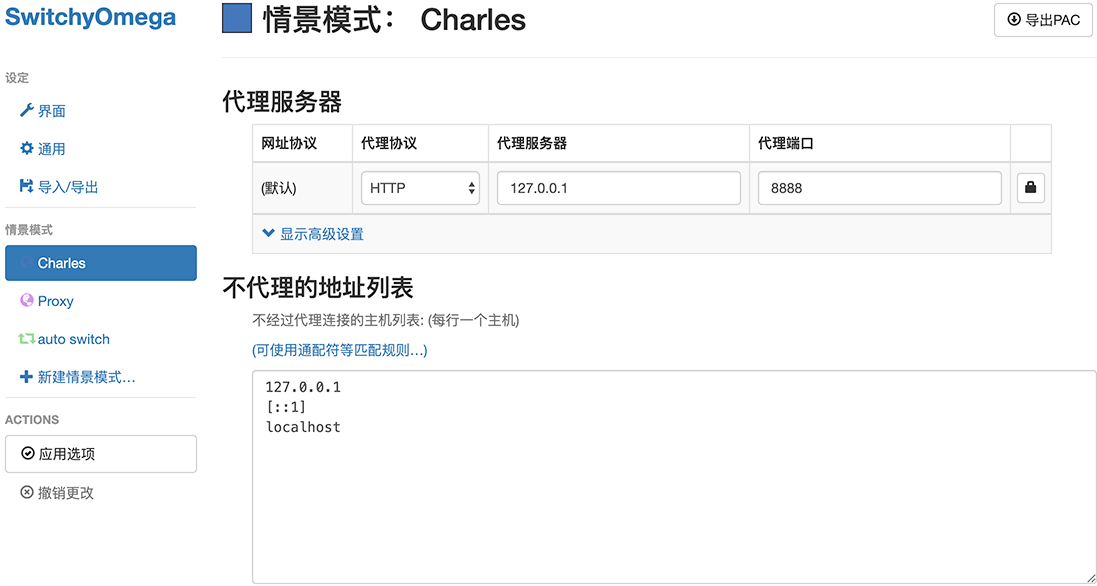 SwitchyOmega
设定
界面
通用
导入/导出
情景模式
Charles
Proxy
auto switch
新建情景模式…
ACTIONS
应用选项
撤销更改
情景模式： Charles
导出PAC
代理服务器
网址协议 代理协议 代理服务器 代理端口
(默认) HTTP 127.0.0.1 8888
显示高级设置
不代理的地址列表
不经过代理连接的主机列表: (每行一个主机)
(可使用通配符等匹配规则…)
127.0.0.1
[::1]
localhost